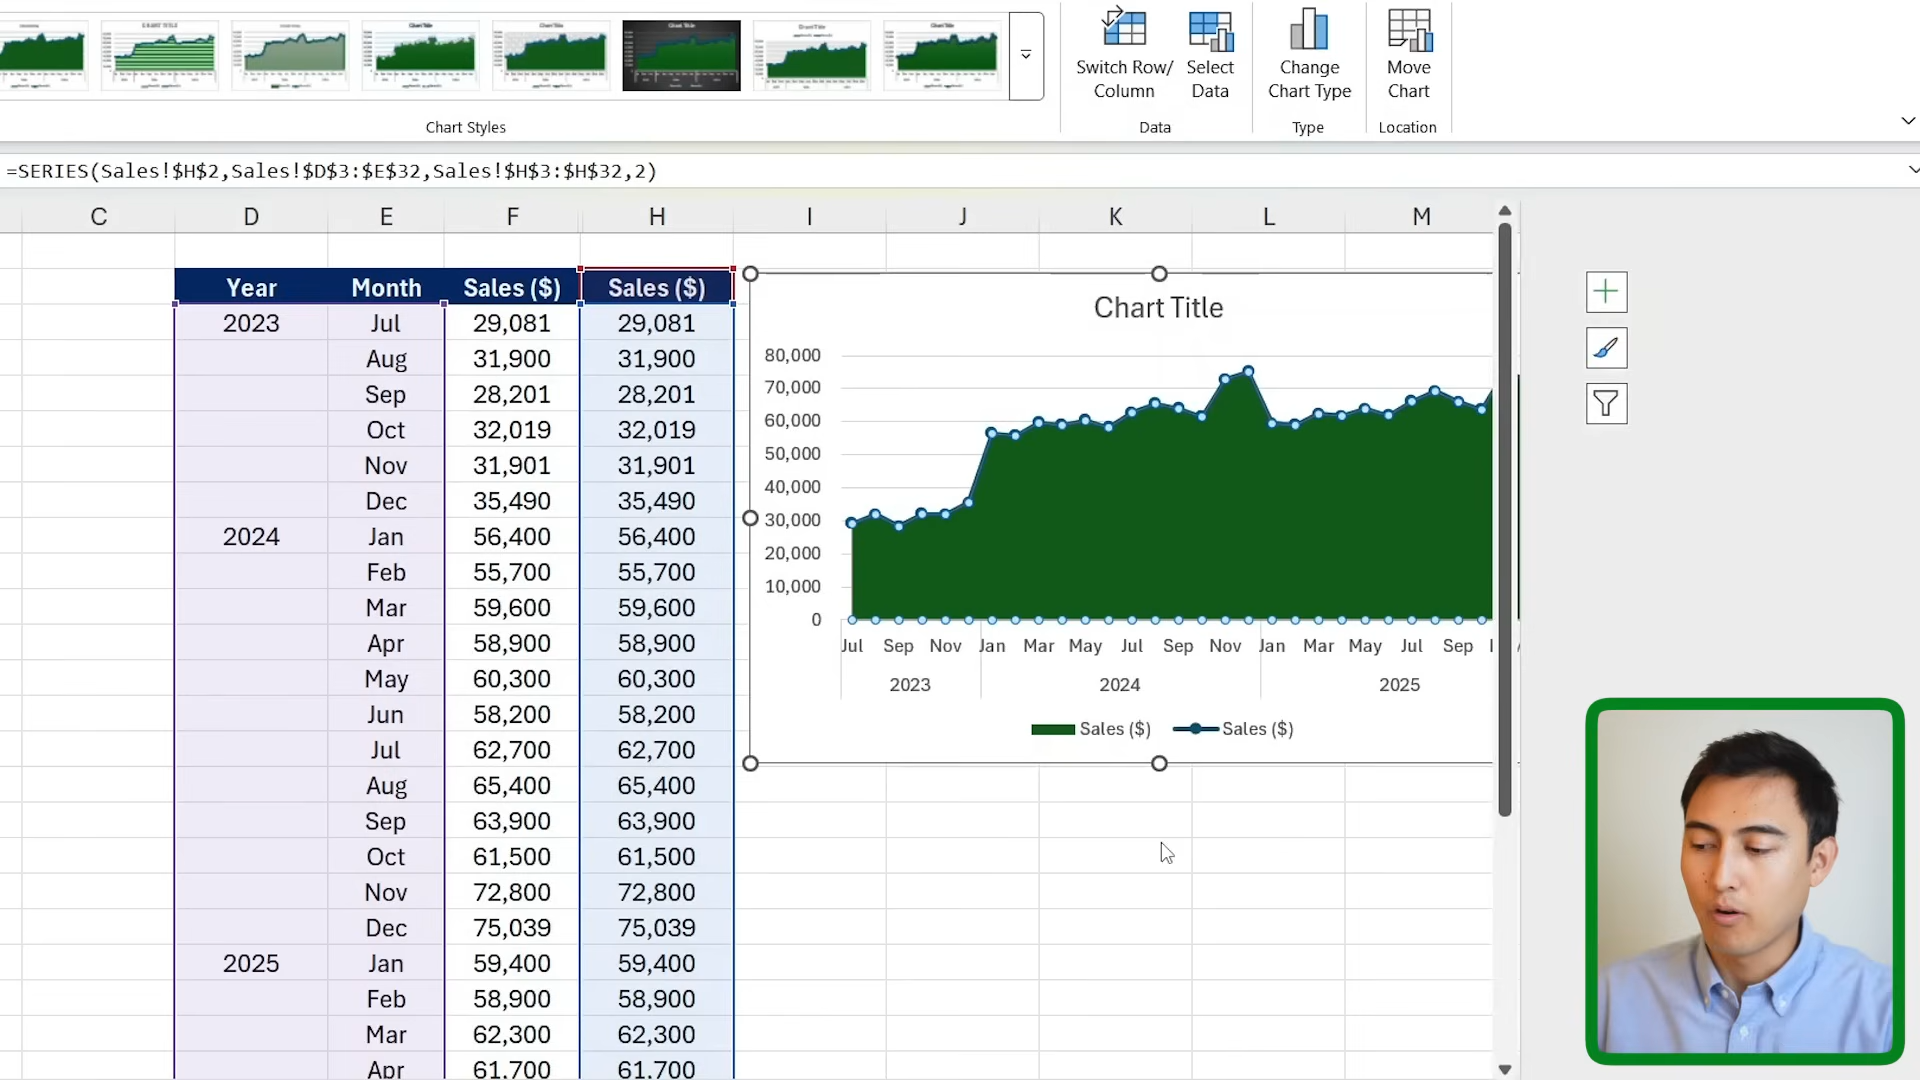 Switch Row/
Column
Select
Data
Change
Chart Type
Move
Chart
Chart Styles
Data
Type
Location
=SERIES(Sales!$H$2,Sales!$D$3:$E$32,Sales!$H$3:$H$32,2)
C D E F H I J K L M
Year Month Sales ($) Sales ($)
2023 Jul 29,081 29,081
Aug 31,900 31,900
Sep 28,201 28,201
Oct 32,019 32,019
Nov 31,901 31,901
Dec 35,490 35,490
2024 Jan 56,400 56,400
Feb 55,700 55,700
Mar 59,600 59,600
Apr 58,900 58,900
May 60,300 60,300
Jun 58,200 58,200
Jul 62,700 62,700
Aug 65,400 65,400
Sep 63,900 63,900
Oct 61,500 61,500
Nov 72,800 72,800
Dec 75,039 75,039
2025 Jan 59,400 59,400
Feb 58,900 58,900
Mar 62,300 62,300
Apr 61,700 61,700
Chart Title
80,000
70,000
60,000
50,000
40,000
30,000
20,000
10,000
0
Jul Sep Nov Jan Mar May Jul Sep Nov Jan Mar May Jul Sep
2023 2024 2025
Sales ($) Sales ($)